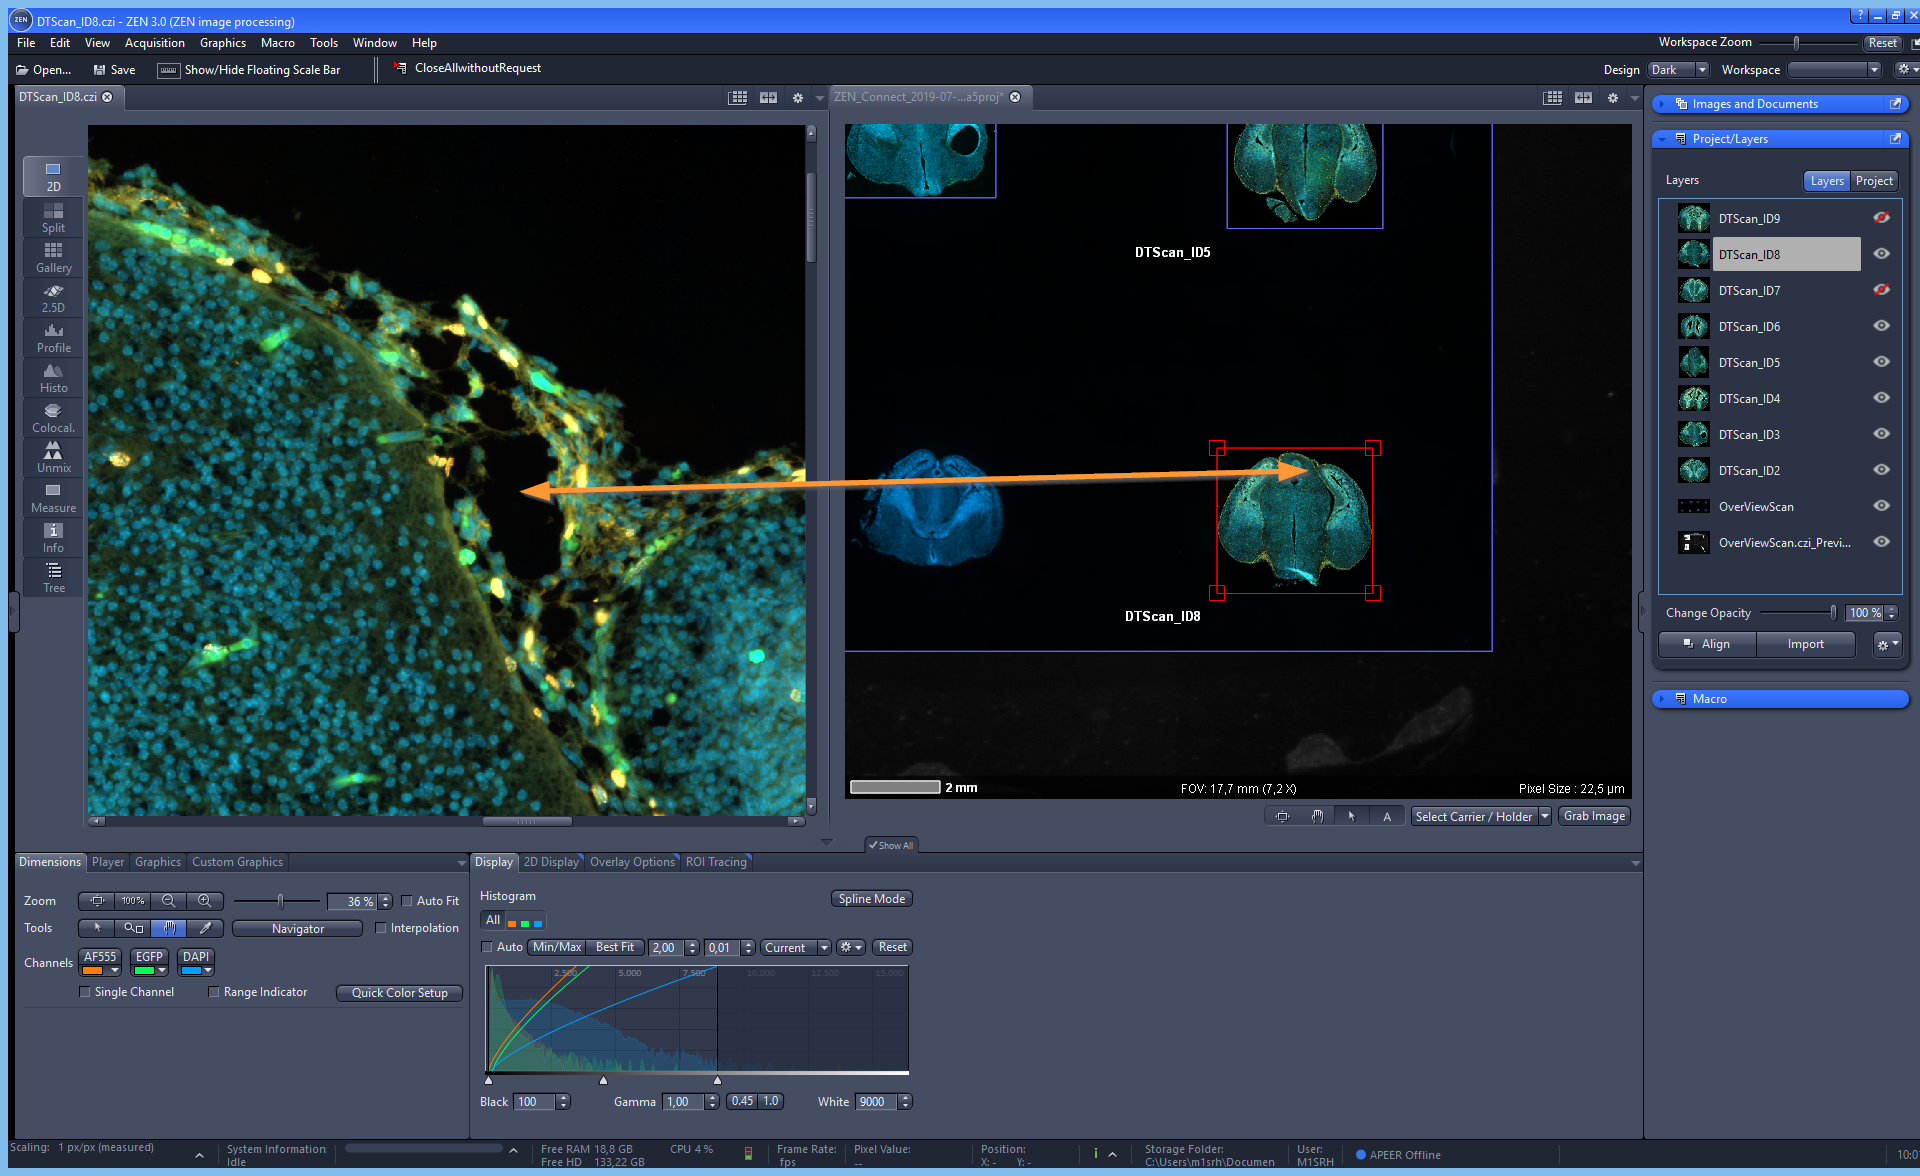 ZEN DTScan_ID8.czi - ZEN 3.0 (ZEN image processing)
File Edit View Acquisition Graphics Macro Tools Window Help
Workspace Zoom Reset
Open... Save Show/Hide Floating Scale Bar CloseAllwithoutRequest
Design Dark Workspace
DTScan_ID8.czi
ZEN_Connect_2019-07-...a5proj*
2D
Split
Gallery
2.5D
Profile
Histo
Colocal.
Unmix
Measure
Info
Tree
DTScan_ID5
DTScan_ID8
2 mm
FOV: 17,7 mm (7,2 X)
Pixel Size : 22,5 µm
A Select Carrier / Holder Grab Image
Show All
Images and Documents
Project/Layers
Layers Layers Project
DTScan_ID9
DTScan_ID8
DTScan_ID7
DTScan_ID6
DTScan_ID5
DTScan_ID4
DTScan_ID3
DTScan_ID2
OverViewScan
OverViewScan.czi_Previ...
Change Opacity 100 %
Align Import
Macro
Dimensions Player Graphics Custom Graphics
Zoom 100% 36 % Auto Fit
Tools Navigator Interpolation
Channels AF555 EGFP DAPI
Single Channel Range Indicator Quick Color Setup
Display 2D Display Overlay Options ROI Tracing
Histogram Spline Mode
All
Auto Min/Max Best Fit 2,00 0,01 Current Reset
2.500 5.000 7.500 10.000 12.500 15.000
Black 100 Gamma 1,00 0.45 1.0 White 9000
Scaling: 1 px/px (measured)
System Information:
Idle
Free RAM 18,8 GB
Free HD 133,22 GB
CPU 4 %
Frame Rate:
fps
Pixel Value:
--
Position:
X: - Y: -
i
Storage Folder:
C:\Users\m1srh\Documen
User:
M1SRH
APEER Offline